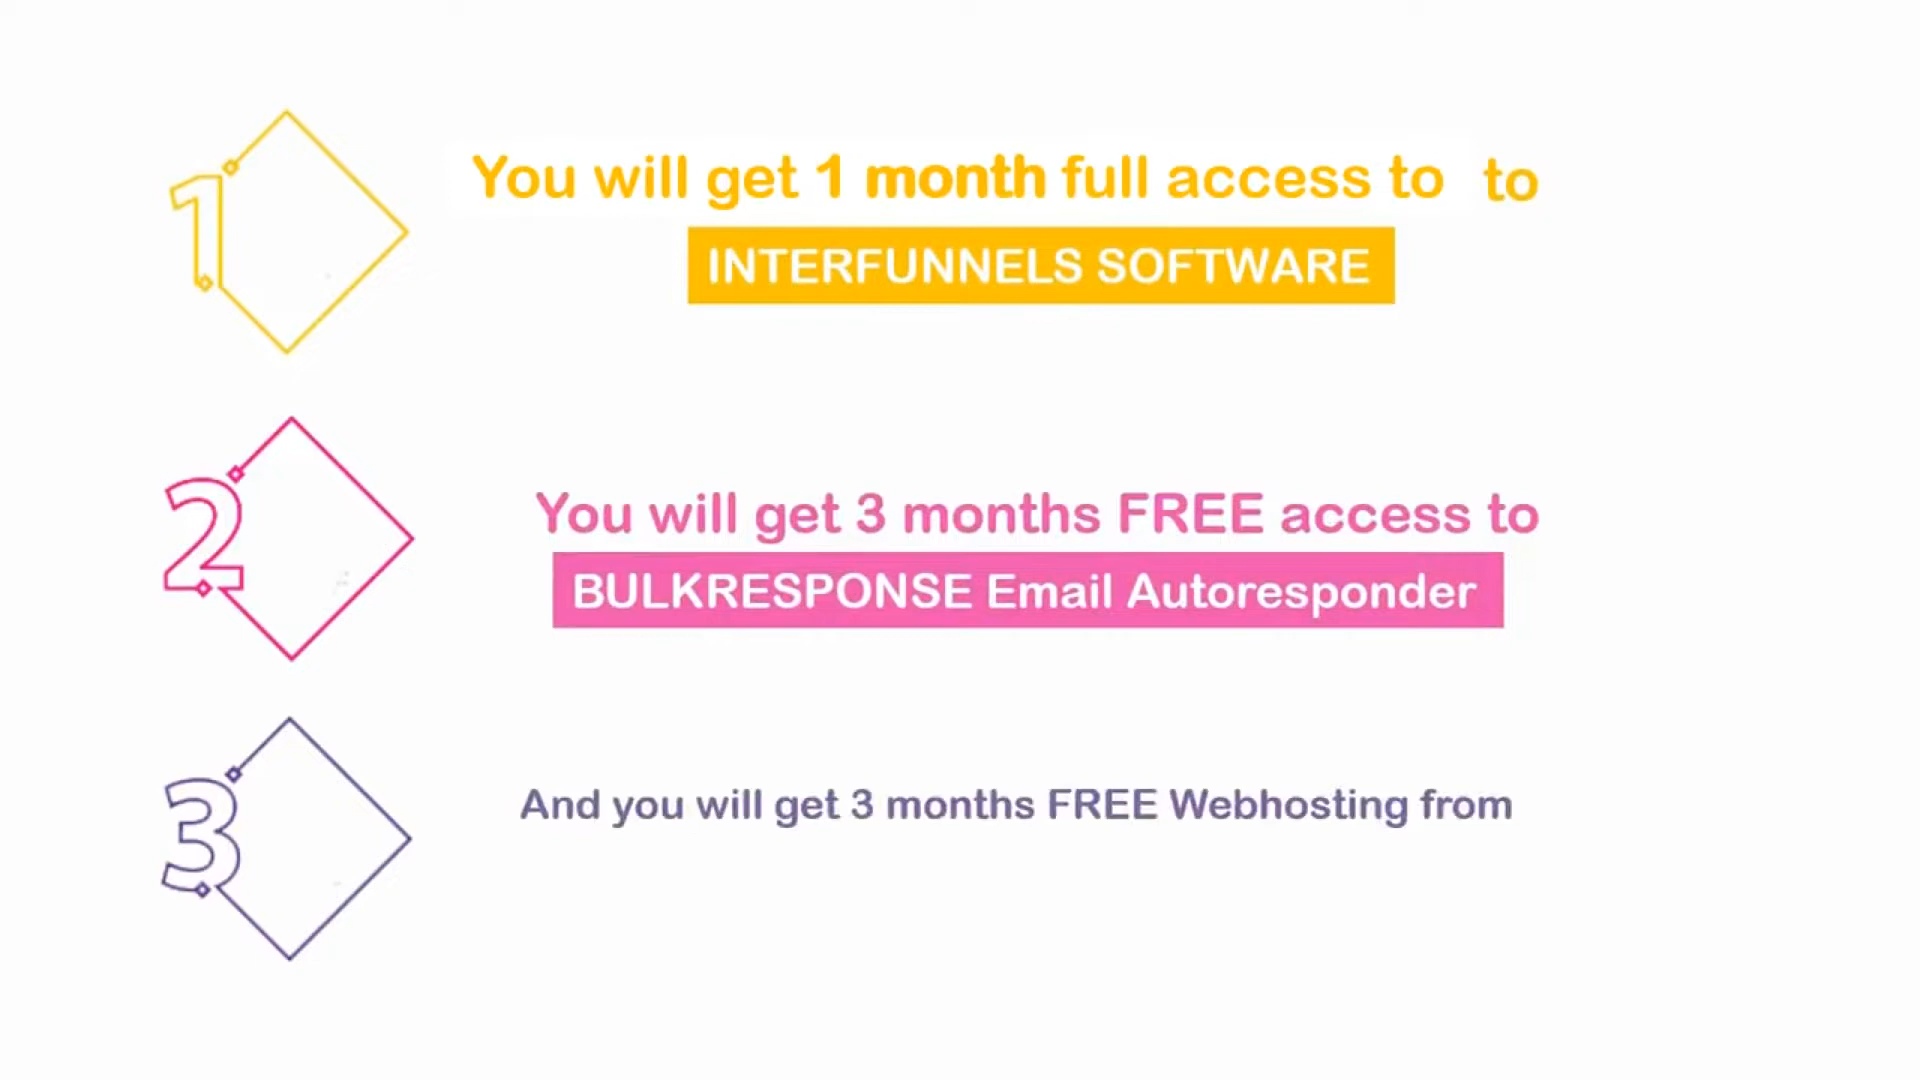 1
You will get 1 month full access to to
INTERFUNNELS SOFTWARE
2
You will get 3 months FREE access to
BULKRESPONSE Email Autoresponder
3
And you will get 3 months FREE Webhosting from